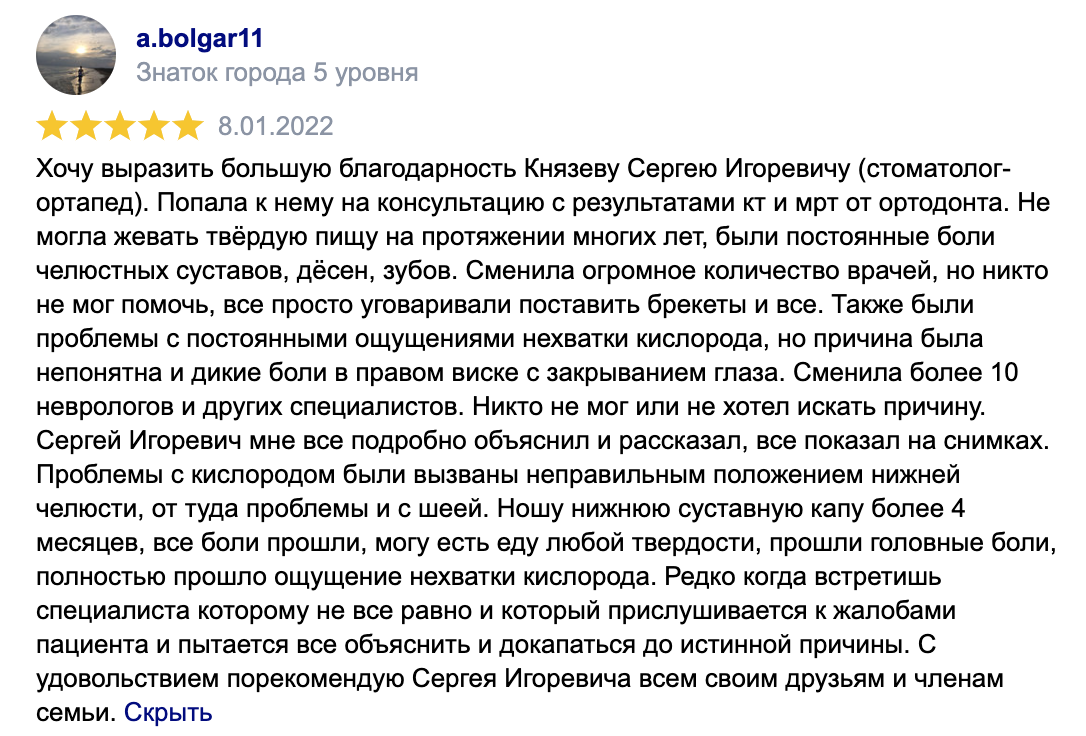 a.bolgar11
Знаток города 5 уровня
8.01.2022
Хочу выразить большую благодарность Князеву Сергею Игоревичу (стоматолог-
ортапед). Попала к нему на консультацию с результатами кт и мрт от ортодонта. Не
могла жевать твёрдую пищу на протяжении многих лет, были постоянные боли
челюстных суставов, дёсен, зубов. Сменила огромное количество врачей, но никто
не мог помочь, все просто уговаривали поставить брекеты и все. Также были
проблемы с постоянными ощущениями нехватки кислорода, но причина была
непонятна и дикие боли в правом виске с закрыванием глаза. Сменила более 10
неврологов и других специалистов. Никто не мог или не хотел искать причину.
Сергей Игоревич мне все подробно объяснил и рассказал, все показал на снимках.
Проблемы с кислородом были вызваны неправильным положением нижней
челюсти, от туда проблемы и с шеей. Ношу нижнюю суставную капу более 4
месяцев, все боли прошли, могу есть еду любой твердости, прошли головные боли,
полностью прошло ощущение нехватки кислорода. Редко когда встретишь
специалиста которому не все равно и который прислушивается к жалобами
пациента и пытается все объяснить и докапаться до истинной причины. С
удовольствием порекомендую Сергея Игоревича всем своим друзьям и членам
семьи. Скрыть